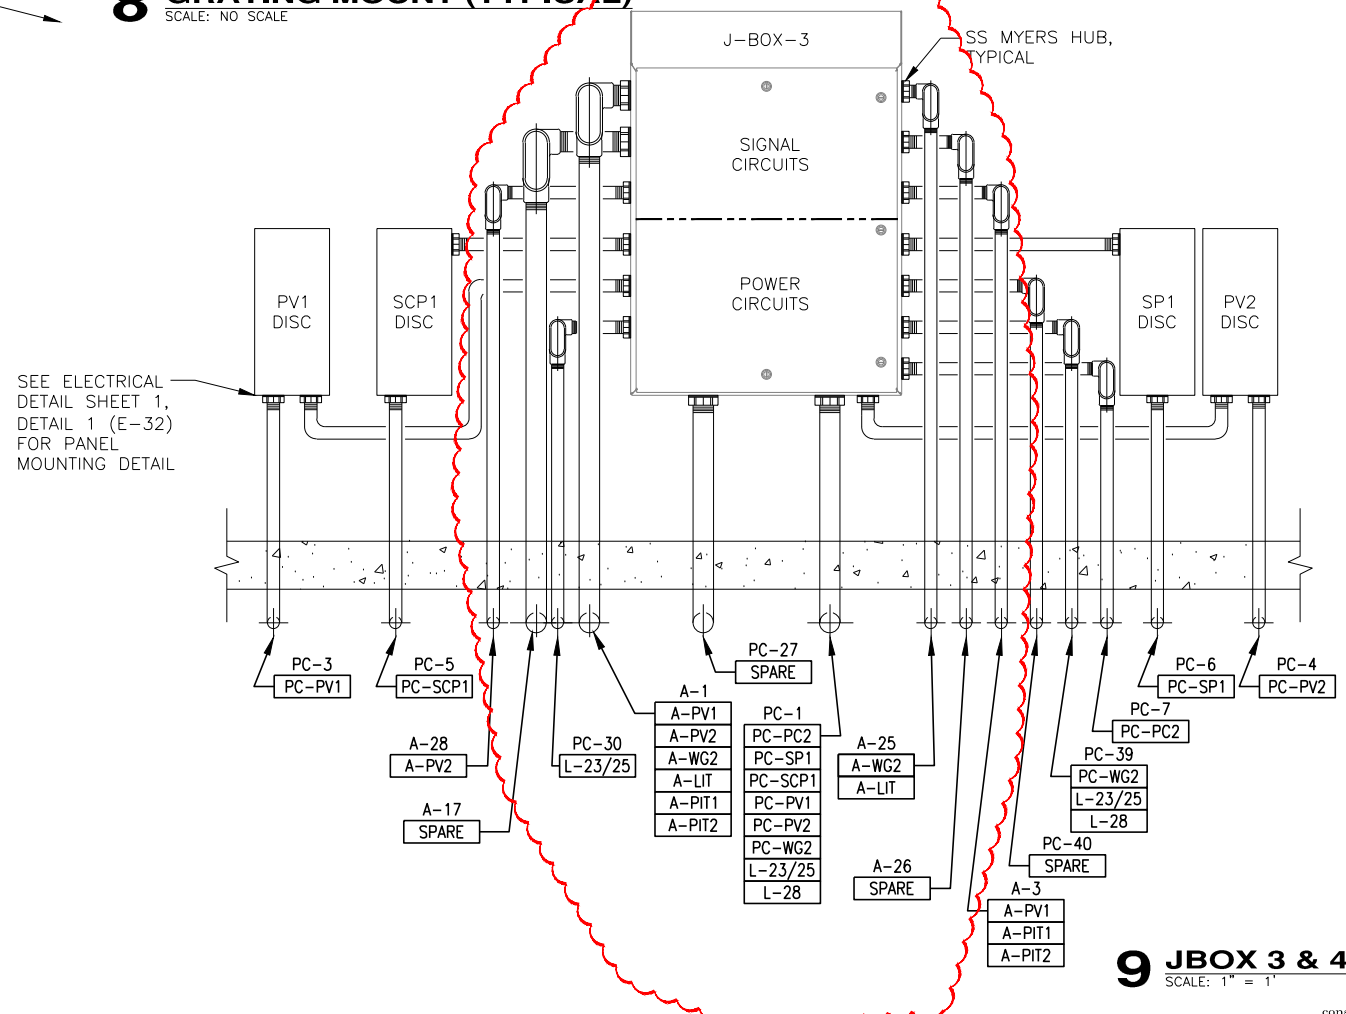 8 GRATING MOUNT (TYPICAL)
SCALE: NO SCALE
J-BOX-3
SS MYERS HUB,
TYPICAL
SIGNAL
CIRCUITS
POWER
CIRCUITS
PV1
DISC
SCP1
DISC
SP1
DISC
PV2
DISC
SEE ELECTRICAL
DETAIL SHEET 1,
DETAIL 1 (E-32)
FOR PANEL
MOUNTING DETAIL
PC-3
PC-PV1
PC-5
PC-SCP1
PC-27
SPARE
PC-6
PC-SP1
PC-4
PC-PV2
A-1
A-PV1
A-PV2
A-WG2
A-LIT
A-PIT1
A-PIT2
PC-1
PC-PC2
PC-SP1
PC-SCP1
PC-PV1
PC-PV2
PC-WG2
L-23/25
L-28
PC-7
PC-PC2
A-28
A-PV2
PC-30
L-23/25
A-25
A-WG2
A-LIT
PC-39
PC-WG2
L-23/25
L-28
A-17
SPARE
PC-40
SPARE
A-26
SPARE
A-3
A-PV1
A-PIT1
A-PIT2
9 JBOX 3 & 4
SCALE: 1" = 1'